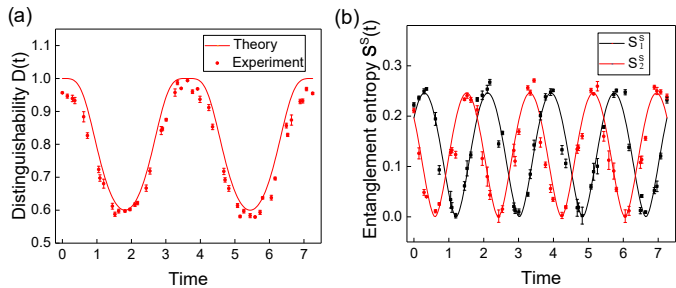 (a)
Distinguishability D(t)
1.1
1.0
0.9
0.8
0.7
0.6
0.5
0 1 2 3 4 5 6 7
Time
Theory
Experiment
(b)
Entanglement entropy S^S(t)
0.3
0.2
0.1
0.0
0 1 2 3 4 5 6 7
Time
S_1^S
S_2^S